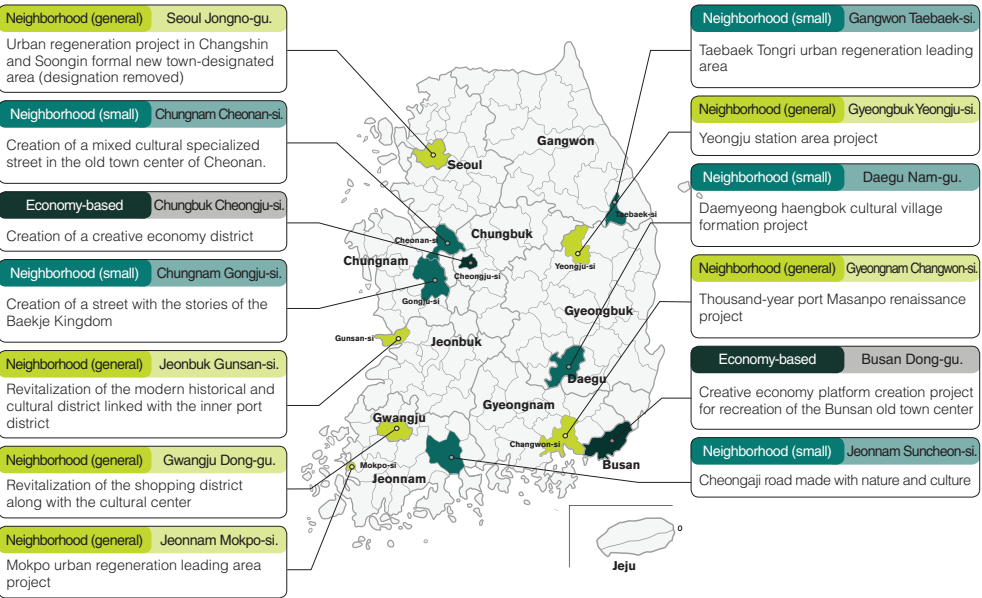 Neighborhood (general) Seoul Jongno-gu.
Urban regeneration project in Changshin
and Soongin formal new town-designated
area (designation removed)
Neighborhood (small) Chungnam Cheonan-si.
Creation of a mixed cultural specialized
street in the old town center of Cheonan.
Economy-based Chungbuk Cheongju-si.
Creation of a creative economy district
Neighborhood (small) Chungnam Gongju-si.
Creation of a street with the stories of the
Baekje Kingdom
Neighborhood (general) Jeonbuk Gunsan-si.
Revitalization of the modern historical and
cultural district linked with the inner port
district
Neighborhood (general) Gwangju Dong-gu.
Revitalization of the shopping district
along with the cultural center
Neighborhood (general) Jeonnam Mokpo-si.
Mokpo urban regeneration leading area
project
Gangwon
Seoul
Taebaek-si
Chungbuk
Cheonan-si
Chungnam
Cheongju-si
Yeongju-si
Gongju-si
Gyeongbuk
Gunsan-si
Jeonbuk
Daegu
Gyeongnam
Gwangju
Changwon-si
Busan
Mokpo-si
Jeonnam
Jeju
Neighborhood (small) Gangwon Taebaek-si.
Taebaek Tongri urban regeneration leading
area
Neighborhood (general) Gyeongbuk Yeongju-si.
Yeongju station area project
Neighborhood (small) Daegu Nam-gu.
Daemyeong haengbok cultural village
formation project
Neighborhood (general) Gyeongnam Changwon-si.
Thousand-year port Masanpo renaissance
project
Economy-based Busan Dong-gu.
Creative economy platform creation project
for recreation of the Bunsan old town center
Neighborhood (small) Jeonnam Suncheon-si.
Cheongaji road made with nature and culture